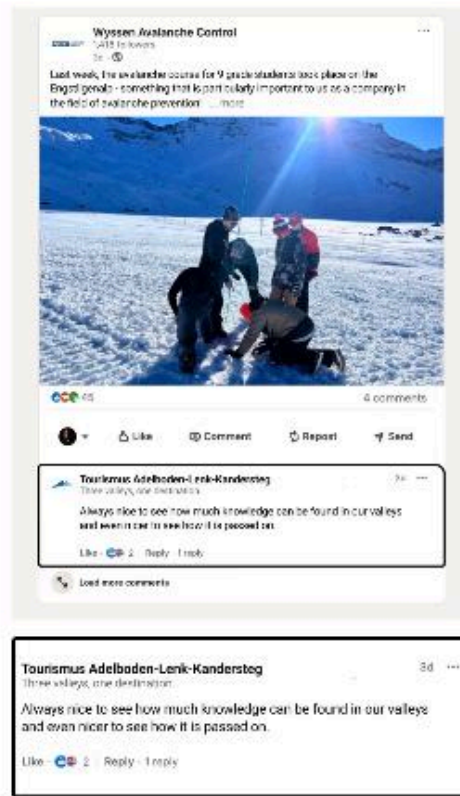 Wyssen Avalanche Control
1,418 followers
Last week, the avalanche course for 9 grade students took place on the
Engstligenalp - something that is particularly important to us as a company in
the field of avalanche prevention! ... more
45
4 comments
Like
Comment
Repost
Send
Tourismus Adelboden-Lenk-Kandersteg
Three valleys, one destination.
Always nice to see how much knowledge can be found in our valleys
and even nicer to see how it is passed on.
Like 2 Reply 1 reply
Load more comments
Tourismus Adelboden-Lenk-Kandersteg 3d
Three valleys, one destination.
Always nice to see how much knowledge can be found in our valleys
and even nicer to see how it is passed on.
Like 2 Reply 1 reply